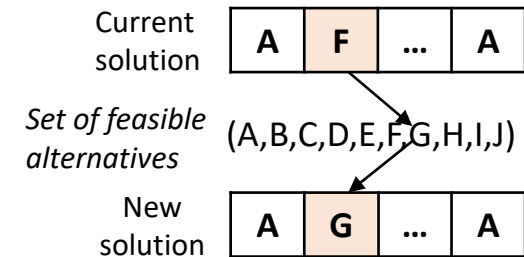 Current
solution
A F ... A
Set of feasible
alternatives
(A,B,C,D,E,F,G,H,I,J)
New
solution
A G ... A